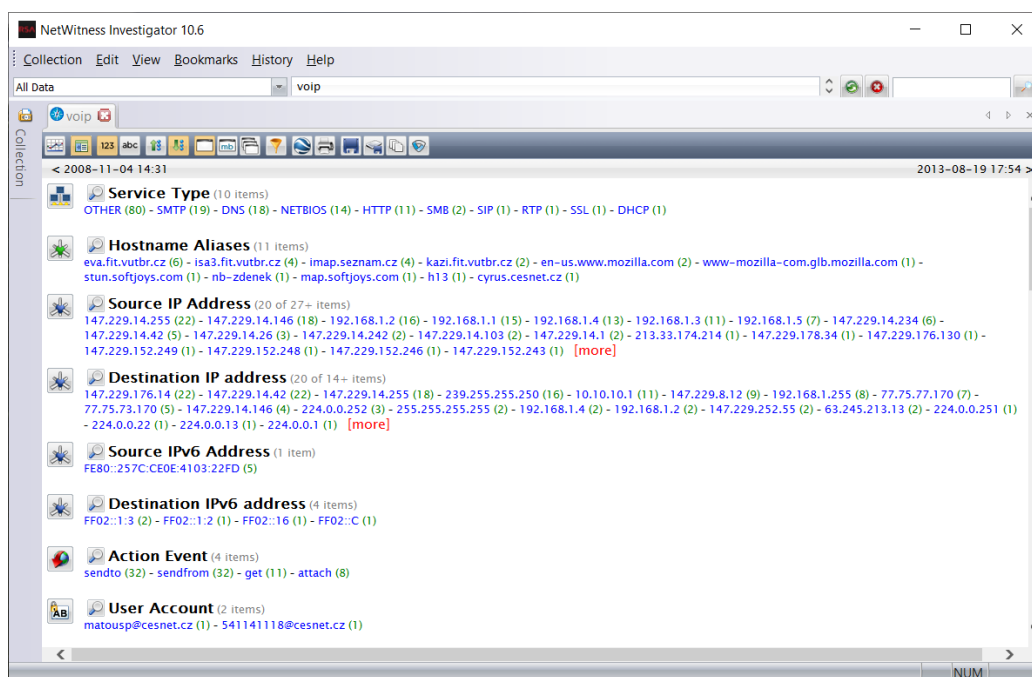 RSA NetWitness Investigator 10.6
Collection Edit View Bookmarks History Help
All Data voip
voip
Collection
123 abc mb
< 2008-11-04 14:31 2013-08-19 17:54 >
Service Type (10 items)
OTHER (80) - SMTP (19) - DNS (18) - NETBIOS (14) - HTTP (11) - SMB (2) - SIP (1) - RTP (1) - SSL (1) - DHCP (1)
Hostname Aliases (11 items)
eva.fit.vutbr.cz (6) - isa3.fit.vutbr.cz (4) - imap.seznam.cz (4) - kazi.fit.vutbr.cz (2) - en-us.www.mozilla.com (2) - www-mozilla-com.glb.mozilla.com (1) -
stun.softjoys.com (1) - nb-zdenek (1) - map.softjoys.com (1) - h13 (1) - cyrus.cesnet.cz (1)
Source IP Address (20 of 27+ items)
147.229.14.255 (22) - 147.229.14.146 (18) - 192.168.1.2 (16) - 192.168.1.1 (15) - 192.168.1.4 (13) - 192.168.1.3 (11) - 192.168.1.5 (7) - 147.229.14.234 (6) -
147.229.14.42 (5) - 147.229.14.26 (3) - 147.229.14.242 (2) - 147.229.14.103 (2) - 147.229.14.1 (2) - 213.33.174.214 (1) - 147.229.178.34 (1) - 147.229.176.130 (1) -
147.229.152.249 (1) - 147.229.152.248 (1) - 147.229.152.246 (1) - 147.229.152.243 (1) [more]
Destination IP address (20 of 14+ items)
147.229.176.14 (22) - 147.229.14.42 (22) - 147.229.14.255 (18) - 239.255.255.250 (16) - 10.10.10.1 (11) - 147.229.8.12 (9) - 192.168.1.255 (8) - 77.75.77.170 (7) -
77.75.73.170 (5) - 147.229.14.146 (4) - 224.0.0.252 (3) - 255.255.255.255 (2) - 192.168.1.4 (2) - 192.168.1.2 (2) - 147.229.252.55 (2) - 63.245.213.13 (2) - 224.0.0.251 (1)
- 224.0.0.22 (1) - 224.0.0.13 (1) - 224.0.0.1 (1) [more]
Source IPv6 Address (1 item)
FE80::257C:CE0E:4103:22FD (5)
Destination IPv6 address (4 items)
FF02::1:3 (2) - FF02::1:2 (1) - FF02::16 (1) - FF02::C (1)
Action Event (4 items)
sendto (32) - sendfrom (32) - get (11) - attach (8)
AB User Account (2 items)
matousp@cesnet.cz (1) - 541141118@cesnet.cz (1)
NUM